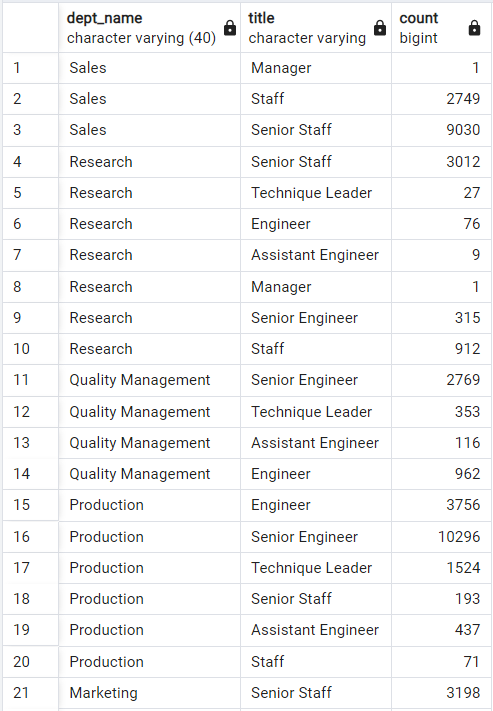 dept_name title count
character varying (40) character varying bigint
1 Sales Manager 1
2 Sales Staff 2749
3 Sales Senior Staff 9030
4 Research Senior Staff 3012
5 Research Technique Leader 27
6 Research Engineer 76
7 Research Assistant Engineer 9
8 Research Manager 1
9 Research Senior Engineer 315
10 Research Staff 912
11 Quality Management Senior Engineer 2769
12 Quality Management Technique Leader 353
13 Quality Management Assistant Engineer 116
14 Quality Management Engineer 962
15 Production Engineer 3756
16 Production Senior Engineer 10296
17 Production Technique Leader 1524
18 Production Senior Staff 193
19 Production Assistant Engineer 437
20 Production Staff 71
21 Marketing Senior Staff 3198